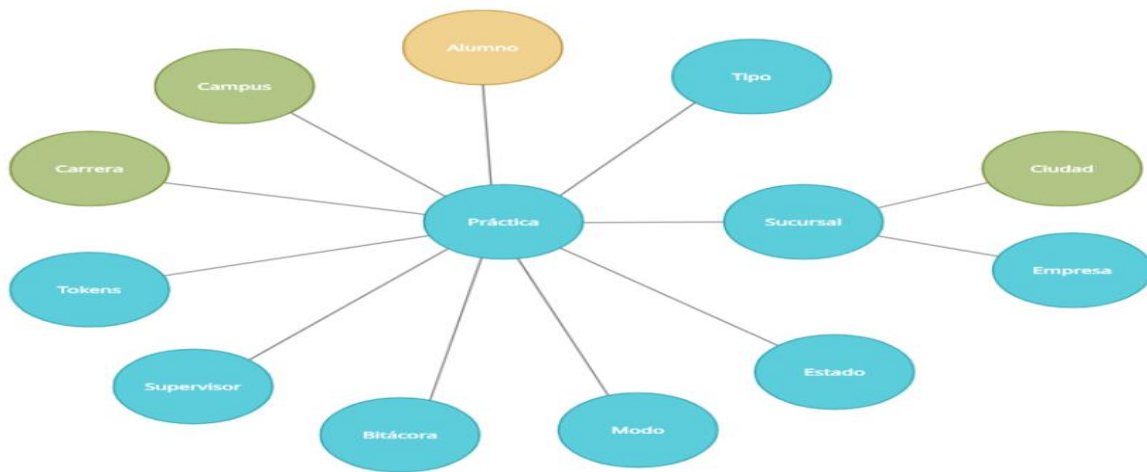 Alumno
Tipo
Campus
Carrera
Ciudad
Práctica
Sucursal
Empresa
Tokens
Supervisor
Estado
Bitácora
Modo